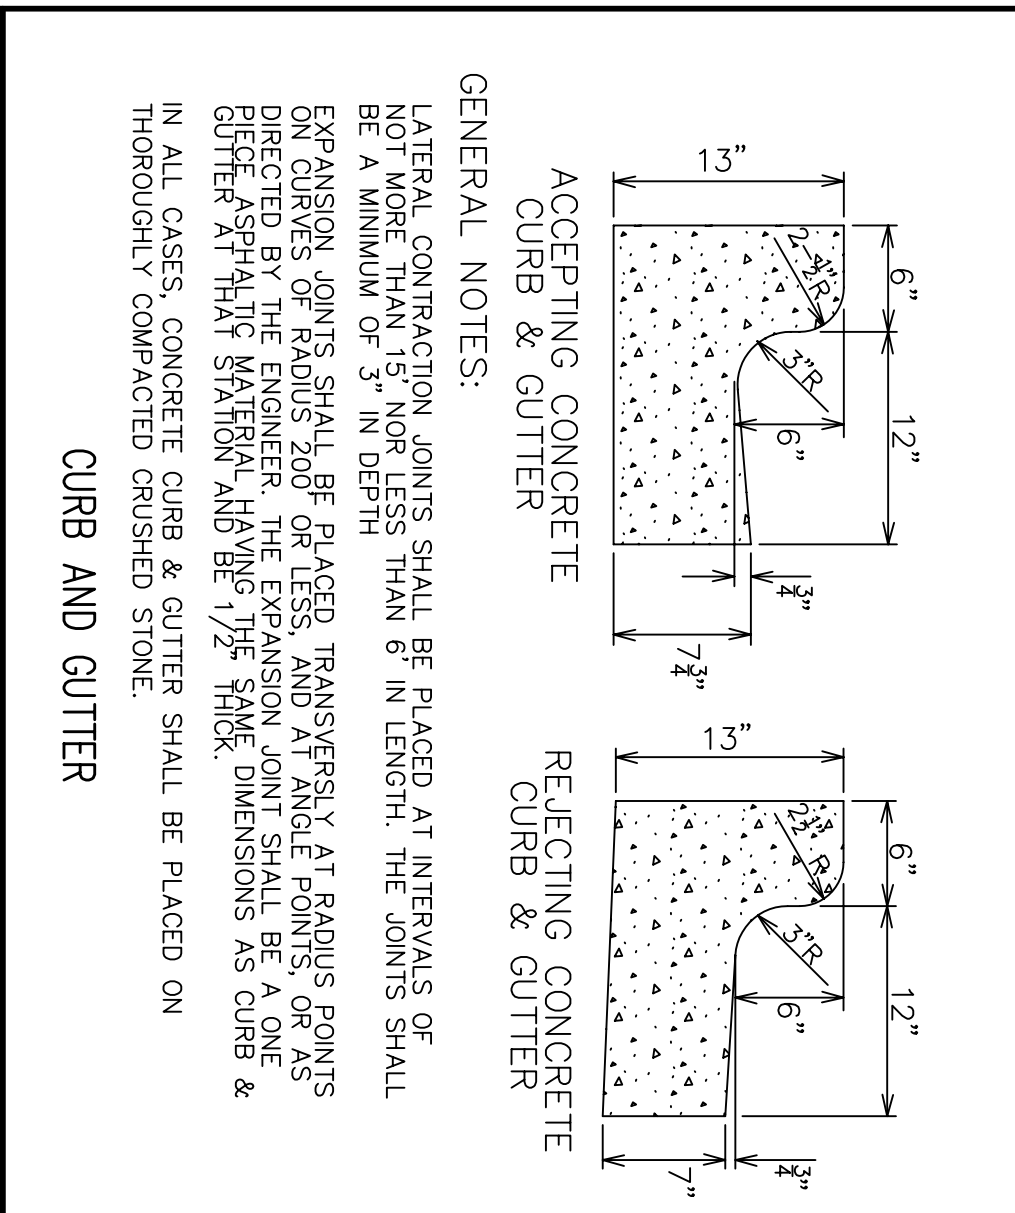 6"
12"
13"
2-1/2"R
3"R
6"
3/4"
7 3/4"
ACCEPTING CONCRETE
CURB & GUTTER
6"
12"
13"
2 1/2" R
3"R
6"
3/4"
7"
REJECTING CONCRETE
CURB & GUTTER
GENERAL NOTES:
LATERAL CONTRACTION JOINTS SHALL BE PLACED AT INTERVALS OF
NOT MORE THAN 15' NOR LESS THAN 6' IN LENGTH. THE JOINTS SHALL
BE A MINIMUM OF 3" IN DEPTH
EXPANSION JOINTS SHALL BE PLACED TRANSVERSLY AT RADIUS POINTS
ON CURVES OF RADIUS 200' OR LESS, AND AT ANGLE POINTS, OR AS
DIRECTED BY THE ENGINEER. THE EXPANSION JOINT SHALL BE A ONE
PIECE ASPHALTIC MATERIAL HAVING THE SAME DIMENSIONS AS CURB &
GUTTER AT THAT STATION AND BE 1/2" THICK.
IN ALL CASES, CONCRETE CURB & GUTTER SHALL BE PLACED ON
THOROUGHLY COMPACTED CRUSHED STONE.
CURB AND GUTTER